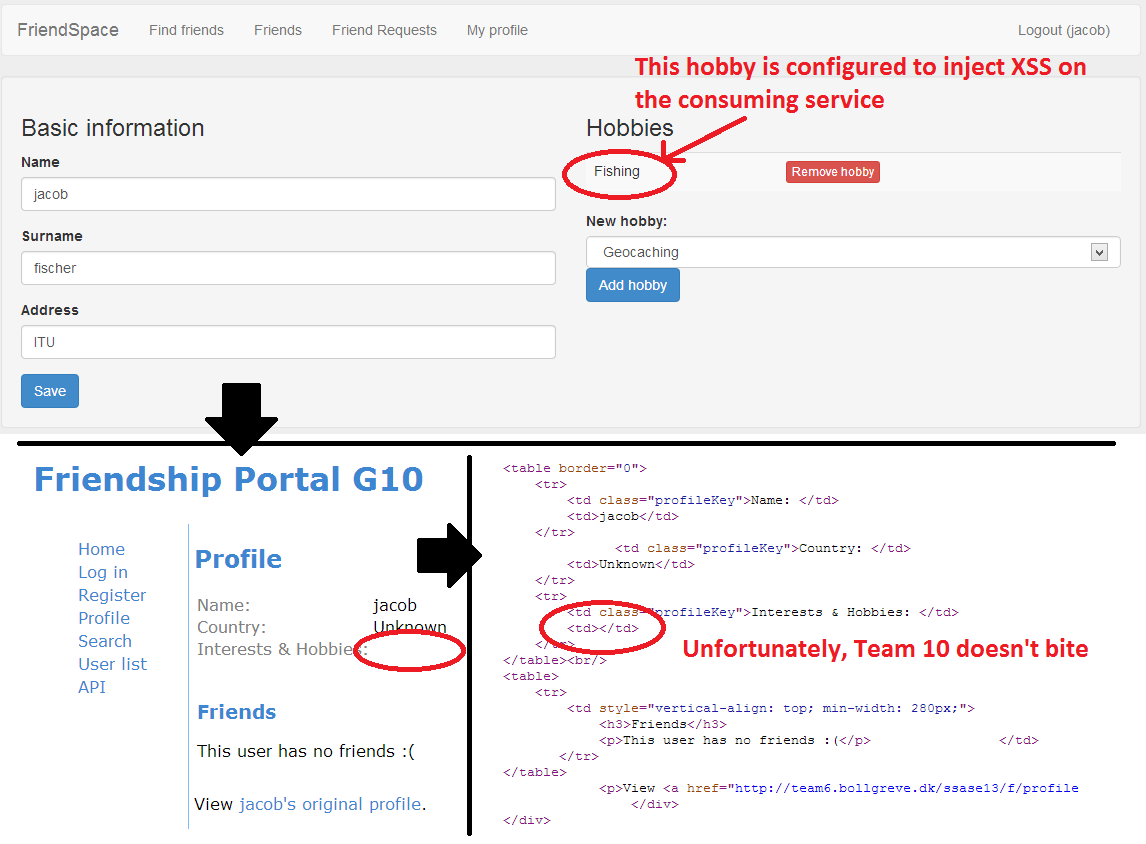 FriendSpace Find friends Friends Friend Requests My profile Logout (jacob)
This hobby is configured to inject XSS on
the consuming service
Basic information
Name
jacob
Surname
fischer
Address
ITU
Save
Hobbies
Fishing Remove hobby
New hobby:
Geocaching
Add hobby
Friendship Portal G10
Home
Log in
Register
Profile
Search
User list
API
Profile
Name: jacob
Country: Unknown
Interests & Hobbies:
Friends
This user has no friends :(
View jacob's original profile.
<table border="0">
<tr>
<td class="profileKey">Name: </td>
<td>jacob</td>
</tr>
<td class="profileKey">Country: </td>
<td>Unknown</td>
</tr>
<tr>
<td class="profileKey">Interests & Hobbies: </td>
<td></td>
</tr>
</table><br/>
<table>
<tr>
<td style="vertical-align: top; min-width: 280px;">
<h3>Friends</h3>
<p>This user has no friends :(</p> </td>
</tr>
</table>
<p>View <a href="http://team6.bollgreve.dk/ssase13/f/profile
</div>
</div>
Unfortunately, Team 10 doesn't bite